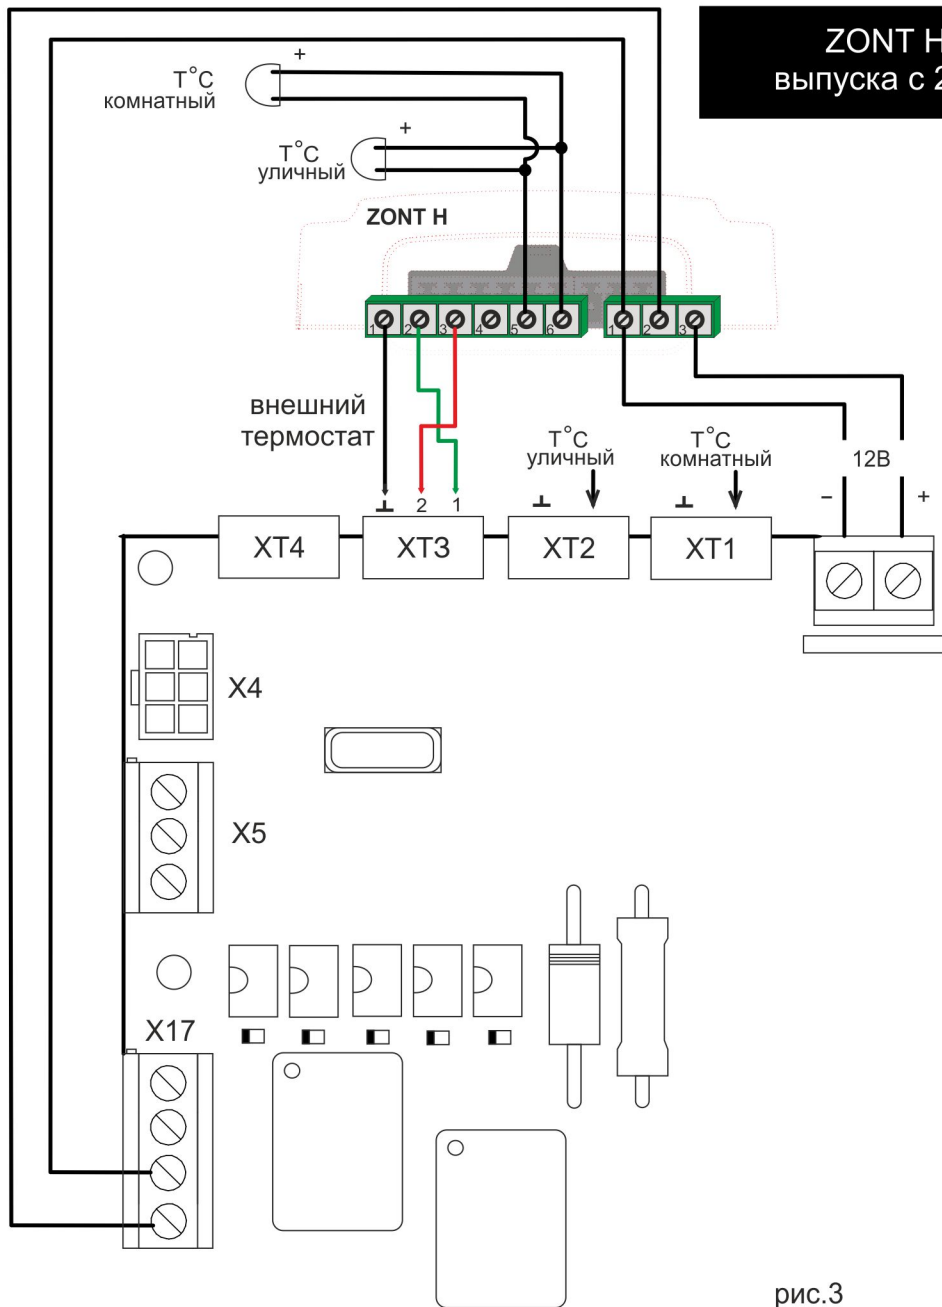 ZONT H
выпуска с 2
+
T°C
комнатный
+
T°C
уличный
ZONT H
1 2 3 4 5 6
1 2 3
внешний
термостат
T°C
уличный
T°C
комнатный
12В
2 1
− +
XT4 XT3 XT2 XT1
X4
X5
X17
рис.3